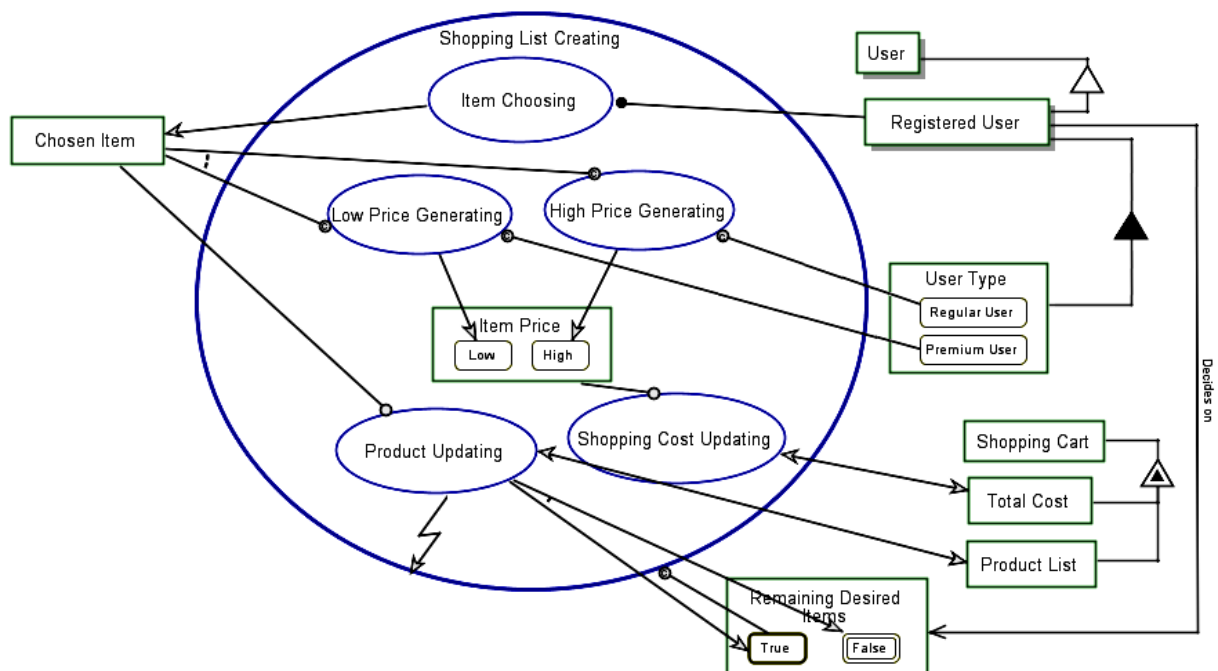 Shopping List Creating
User
Item Choosing
Registered User
Chosen Item
Low Price Generating
High Price Generating
User Type
Regular User
Premium User
Item Price
Low
High
Decides on
Product Updating
Shopping Cost Updating
Shopping Cart
Total Cost
Product List
Remaining Desired
Items
True
False